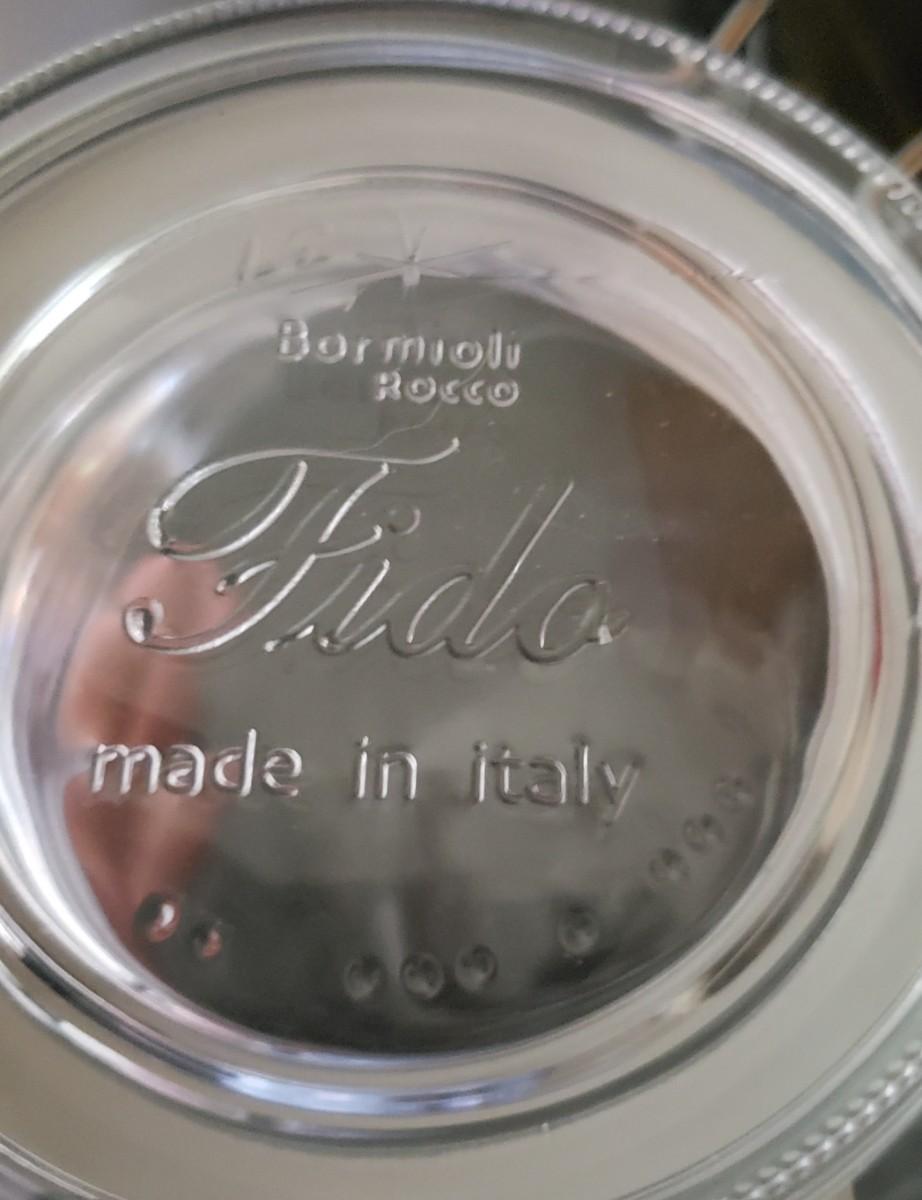 Bormioli
Rocco
Fido
made in italy